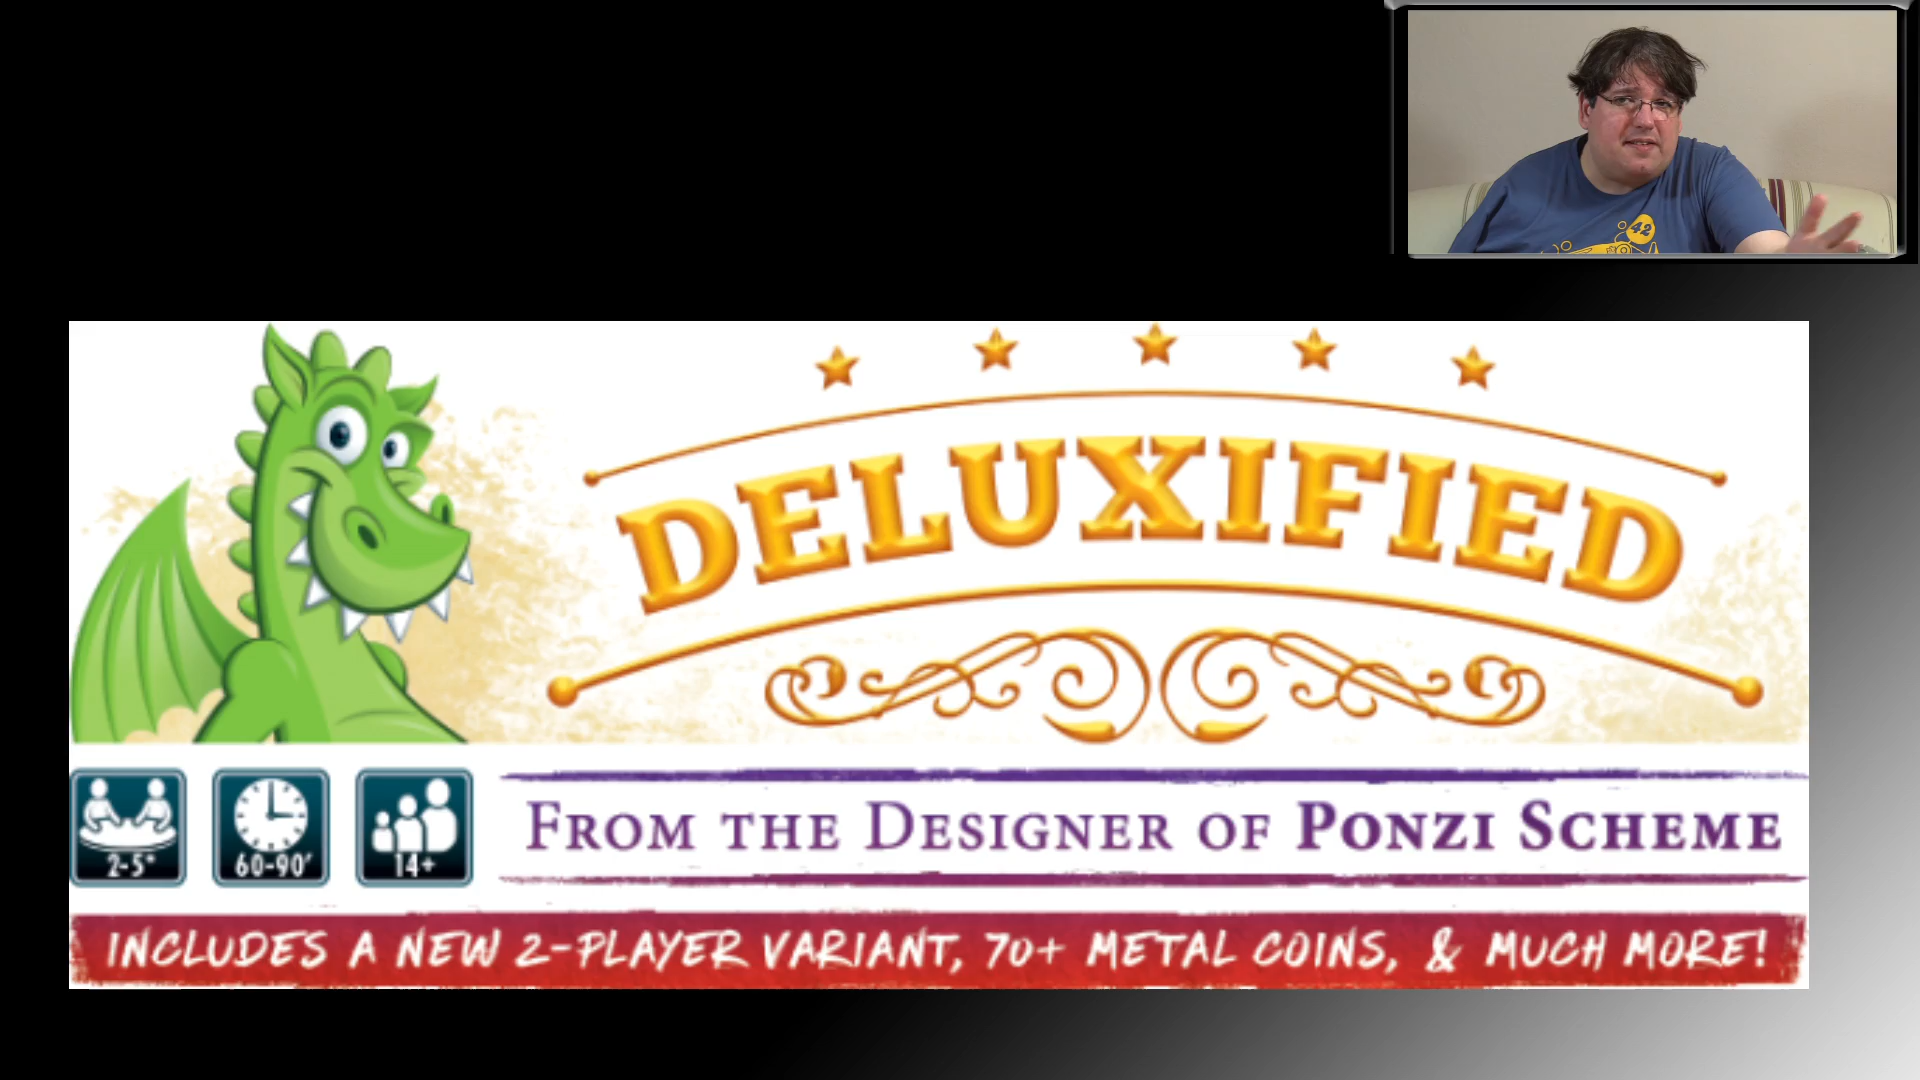 42
DELUXIFIED
2-5*
60-90'
14+
FROM THE DESIGNER OF PONZI SCHEME
INCLUDES A NEW 2-PLAYER VARIANT, 70+ METAL COINS, & MUCH MORE!